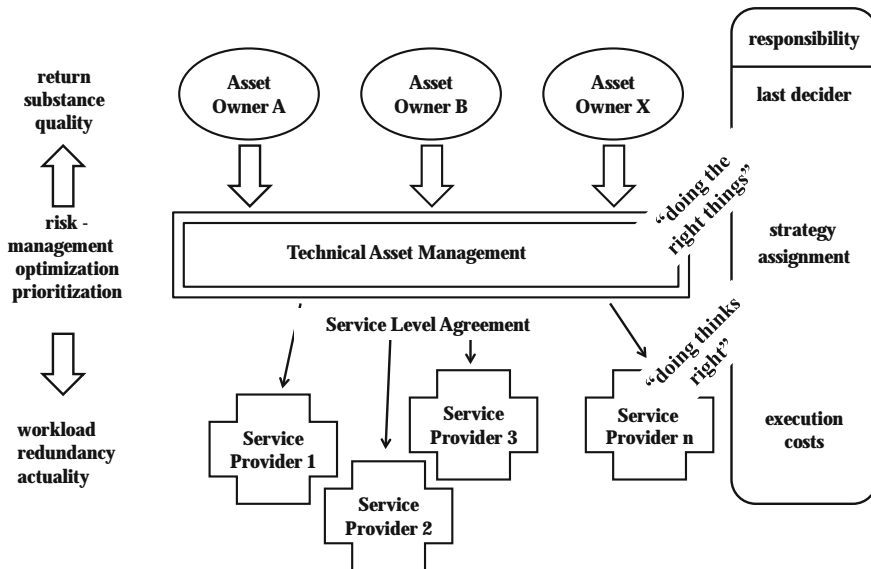 responsibility
return
substance
quality
Asset
Owner A
Asset
Owner B
Asset
Owner X
last decider
“doing the
right things”
risk -
management
optimization
prioritization
Technical Asset Management
strategy
assignment
Service Level Agreement
“doing thinks
right”
workload
redundancy
actuality
Service
Provider 1
Service
Provider 2
Service
Provider 3
Service
Provider n
execution
costs